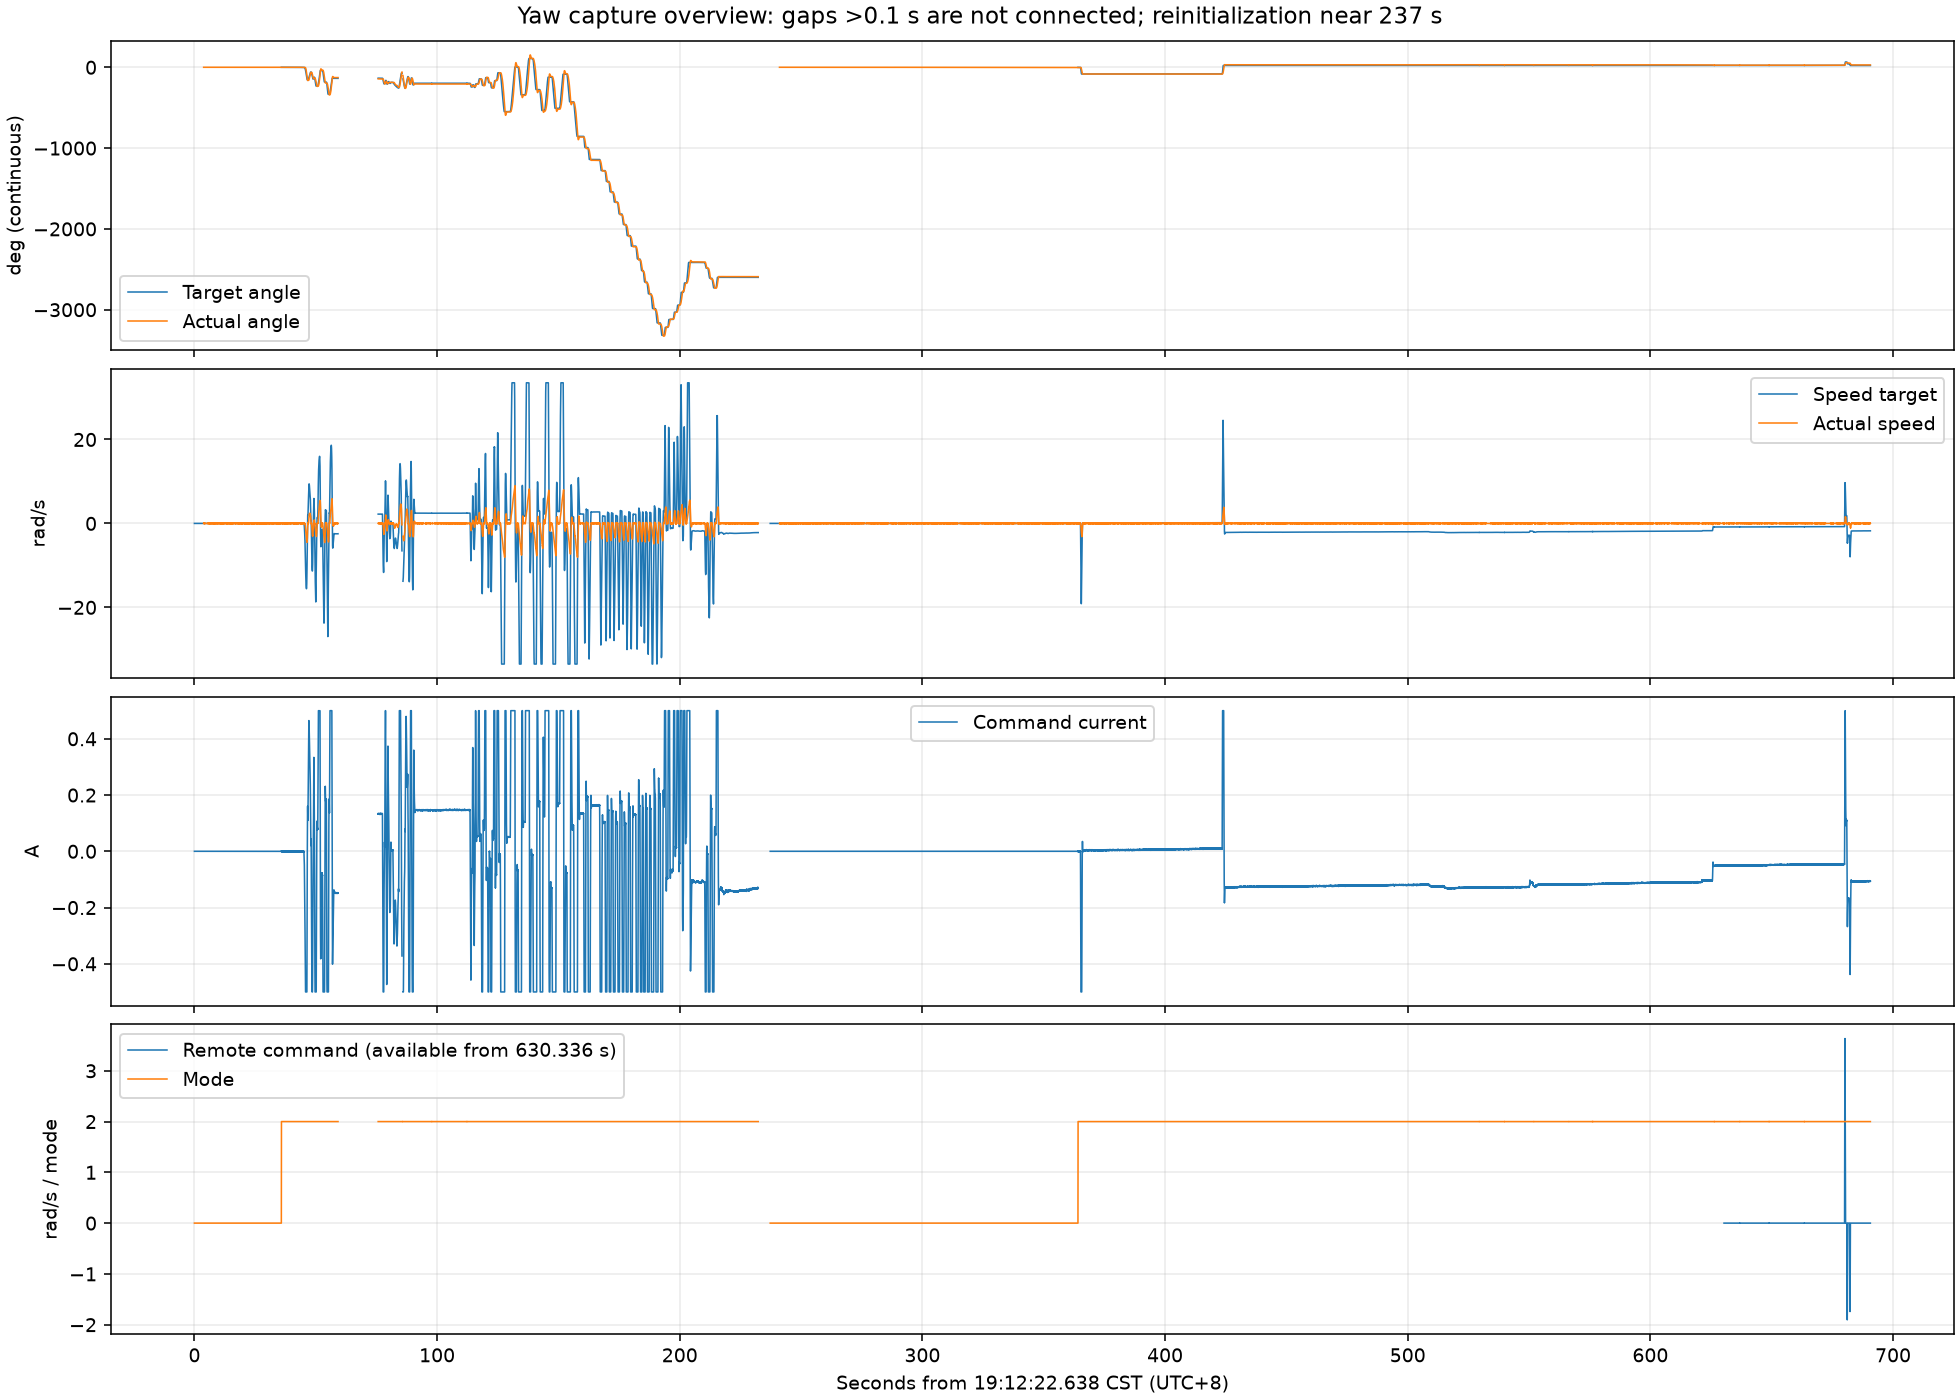 Yaw capture overview: gaps >0.1 s are not connected; reinitialization near 237 s
0
−1000
−2000
−3000
deg (continuous)
Target angle
Actual angle
20
0
−20
rad/s
Speed target
Actual speed
0.4
0.2
0.0
−0.2
−0.4
A
Command current
3
2
1
0
−1
−2
rad/s / mode
Remote command (available from 630.336 s)
Mode
0 100 200 300 400 500 600 700
Seconds from 19:12:22.638 CST (UTC+8)